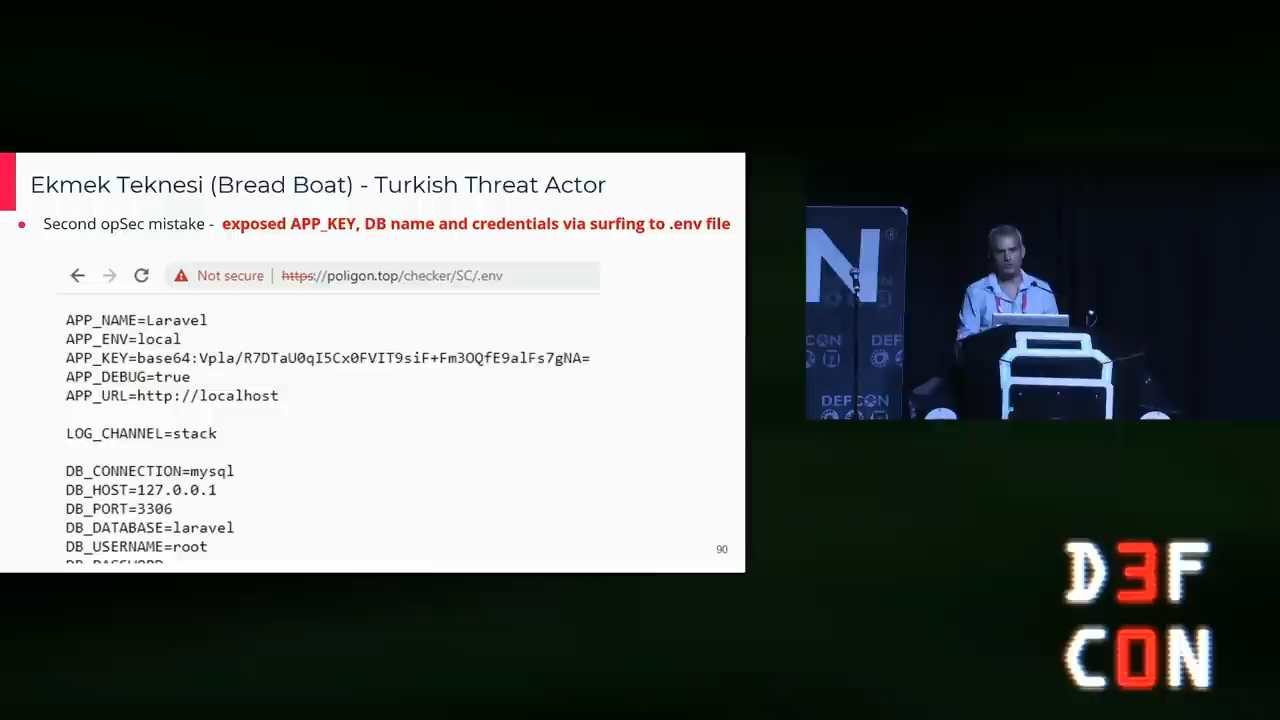 Ekmek Teknesi (Bread Boat) - Turkish Threat Actor
Second opSec mistake - exposed APP_KEY, DB name and credentials via surfing to .env file
Not secure | https://poligon.top/checker/SC/.env
APP_NAME=Laravel
APP_ENV=local
APP_KEY=base64:Vpla/R7DTaU0qI5Cx0FVIT9siF+Fm3OQfE9alFs7gNA=
APP_DEBUG=true
APP_URL=http://localhost
LOG_CHANNEL=stack
DB_CONNECTION=mysql
DB_HOST=127.0.0.1
DB_PORT=3306
DB_DATABASE=laravel
DB_USERNAME=root
90
N ®
DEFCON
D3F
C0N